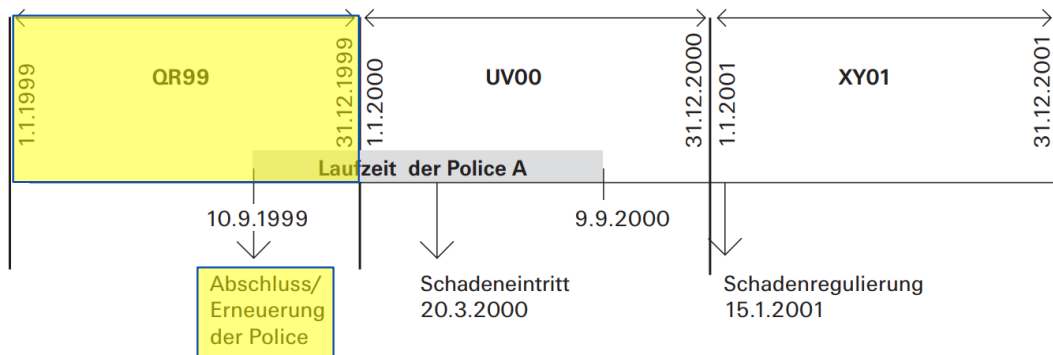 QR99
UV00
XY01
1.1.1999
31.12.1999
1.1.2000
31.12.2000
1.1.2001
31.12.2001
Laufzeit der Police A
10.9.1999
9.9.2000
Abschluss/
Erneuerung
der Police
Schadeneintritt
20.3.2000
Schadenregulierung
15.1.2001